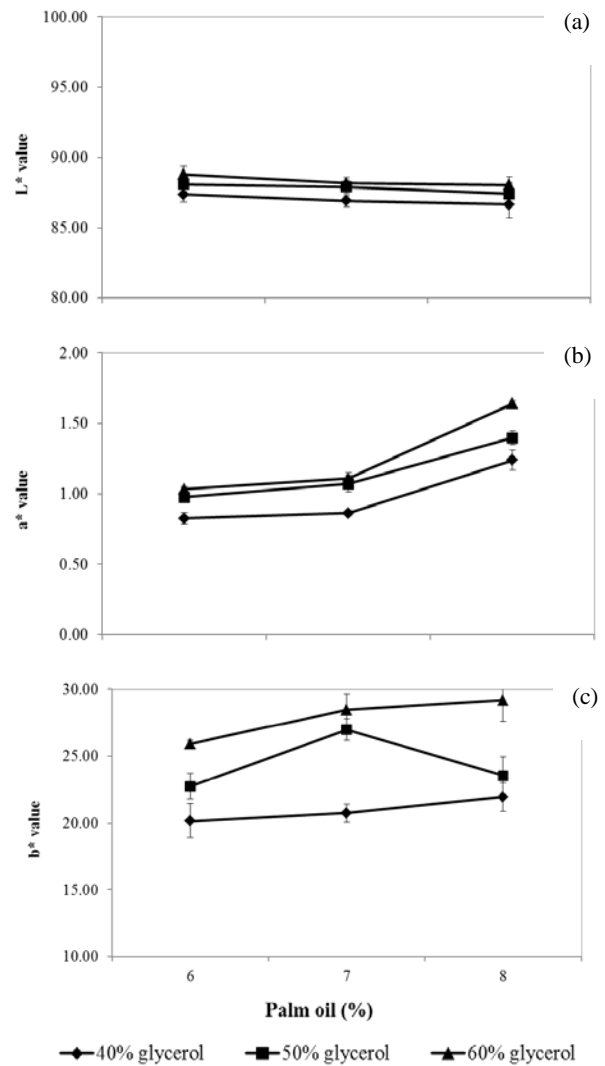 (a)
100.00
95.00
90.00
85.00
80.00
L* value
(b)
2.00
1.50
1.00
0.50
0.00
a* value
(c)
30.00
25.00
20.00
15.00
10.00
b* value
6 7 8
Palm oil (%)
40% glycerol 50% glycerol 60% glycerol